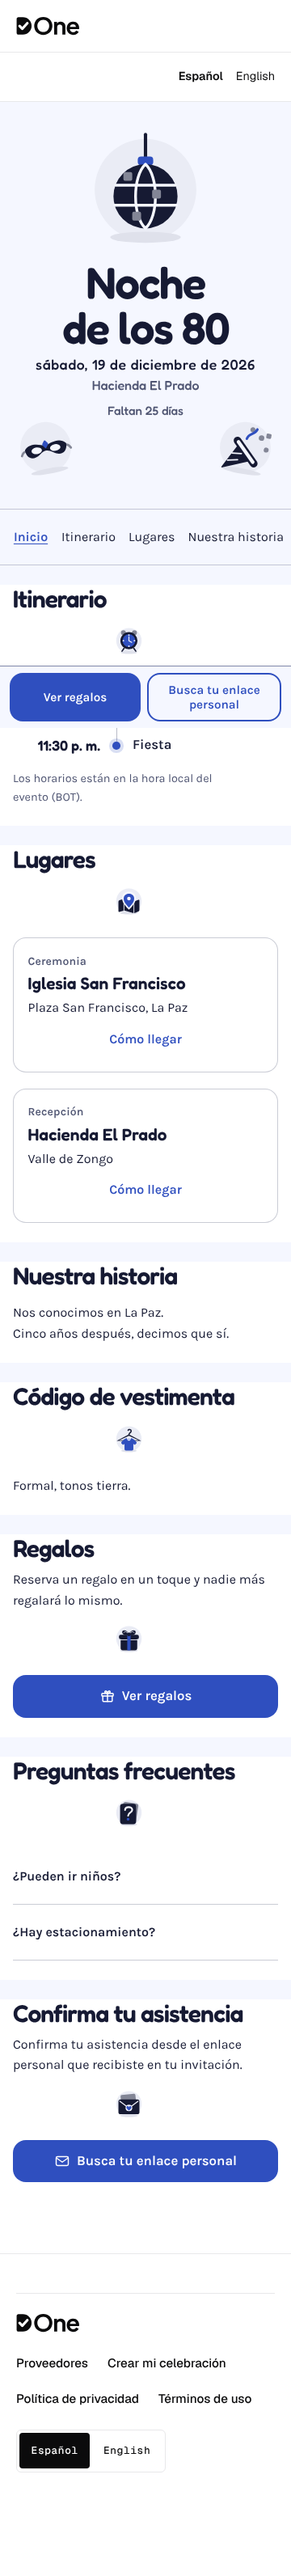 One
Español English
Noche
de los 80
sábado, 19 de diciembre de 2026
Hacienda El Prado
Faltan 25 días
Inicio Itinerario Lugares Nuestra historia
Itinerario
Ver regalos
Busca tu enlace
personal
11:30 p. m. Fiesta
Los horarios están en la hora local del
evento (BOT).
Lugares
Ceremonia
Iglesia San Francisco
Plaza San Francisco, La Paz
Cómo llegar
Recepción
Hacienda El Prado
Valle de Zongo
Cómo llegar
Nuestra historia
Nos conocimos en La Paz.
Cinco años después, decimos que sí.
Código de vestimenta
Formal, tonos tierra.
Regalos
Reserva un regalo en un toque y nadie más
regalará lo mismo.
Ver regalos
Preguntas frecuentes
?
¿Pueden ir niños?
¿Hay estacionamiento?
Confirma tu asistencia
Confirma tu asistencia desde el enlace
personal que recibiste en tu invitación.
Busca tu enlace personal
One
Proveedores Crear mi celebración
Política de privacidad Términos de uso
Español English